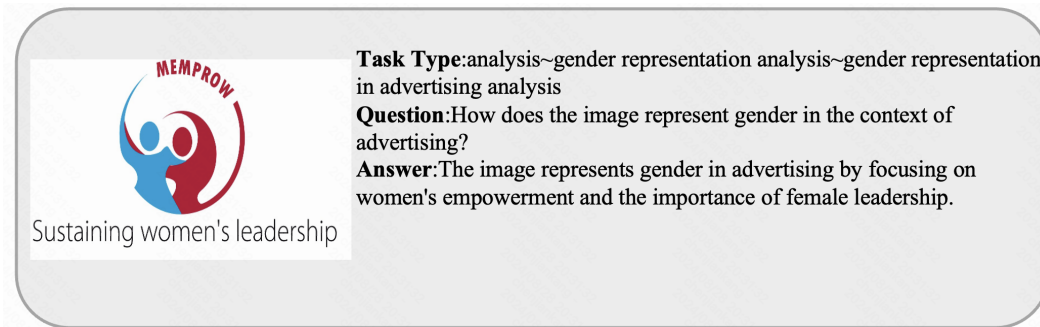 MEMPROW
Sustaining women's leadership
Task Type:analysis~gender representation analysis~gender representation
in advertising analysis
Question:How does the image represent gender in the context of
advertising?
Answer:The image represents gender in advertising by focusing on
women's empowerment and the importance of female leadership.